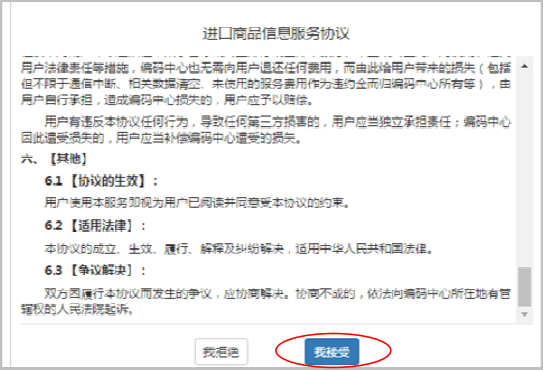 进口商品信息服务协议
用户法律责任等措施，编码中心也无需向用户退还任何费用，而由此给用户带来的损失（包括
但不限于通信中断、相关数据清空、未使用的服务费用作为违约金而归编码中心所有等），由
用户自行承担，造成编码中心损失的，用户应予以赔偿。
用户有违反本协议任何行为，导致任何第三方损害的，用户应当独立承担责任；编码中心
因此遭受损失的，用户应当补偿编码中心遭受的损失。
六、【其他】
6.1 【协议的生效】：
用户使用本服务即视为用户已阅读并同意受本协议的约束。
6.2 【适用法律】：
本协议的成立、生效、履行、解释及纠纷解决，适用中华人民共和国法律。
6.3 【争议解决】：
双方因履行本协议而发生的争议，应协商解决。协商不成的，依法向编码中心所在地有管
辖权的人民法院起诉。
我拒绝 我接受